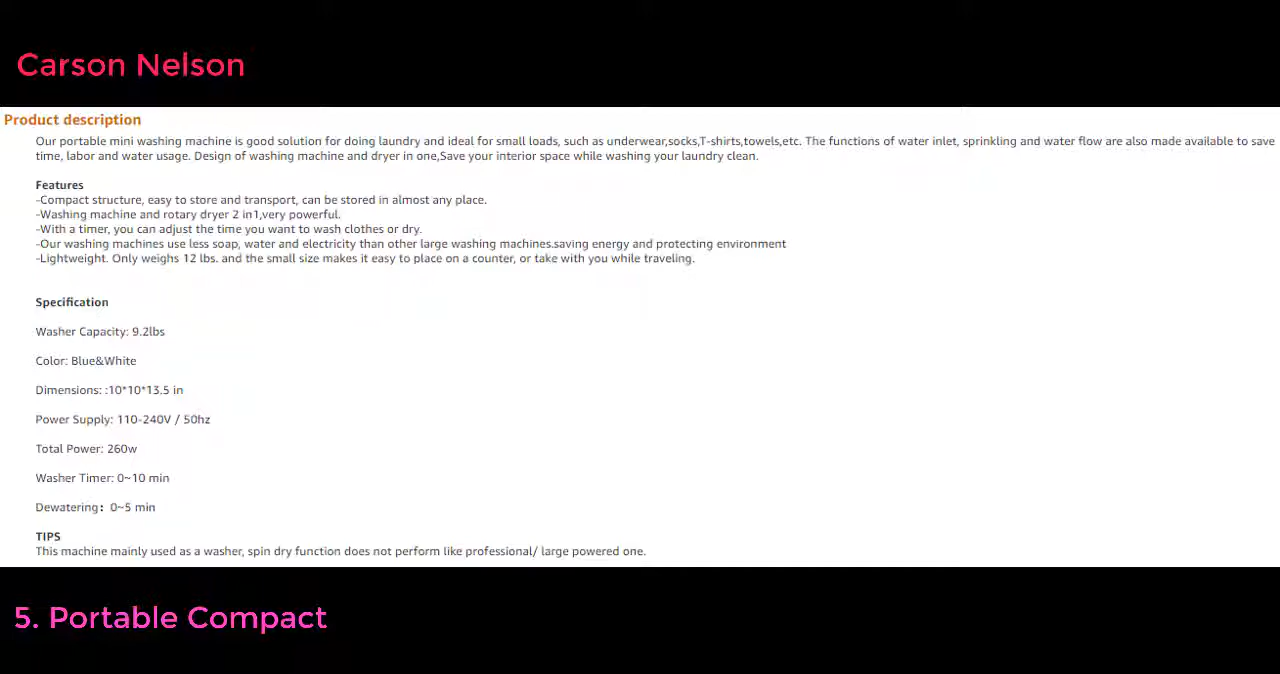 Carson Nelson
Product description
Our portable mini washing machine is good solution for doing laundry and ideal for small loads, such as underwear,socks,T-shirts,towels,etc. The functions of water inlet, sprinkling and water flow are also made available to save
time, labor and water usage. Design of washing machine and dryer in one,Save your interior space while washing your laundry clean.
Features
-Compact structure, easy to store and transport, can be stored in almost any place.
-Washing machine and rotary dryer 2 in1,very powerful.
-With a timer, you can adjust the time you want to wash clothes or dry.
-Our washing machines use less soap, water and electricity than other large washing machines.saving energy and protecting environment
-Lightweight. Only weighs 12 lbs. and the small size makes it easy to place on a counter, or take with you while traveling.
Specification
Washer Capacity: 9.2lbs
Color: Blue&White
Dimensions: :10*10*13.5 in
Power Supply: 110-240V / 50hz
Total Power: 260w
Washer Timer: 0~10 min
Dewatering：0~5 min
TIPS
This machine mainly used as a washer, spin dry function does not perform like professional/ large powered one.
5. Portable Compact